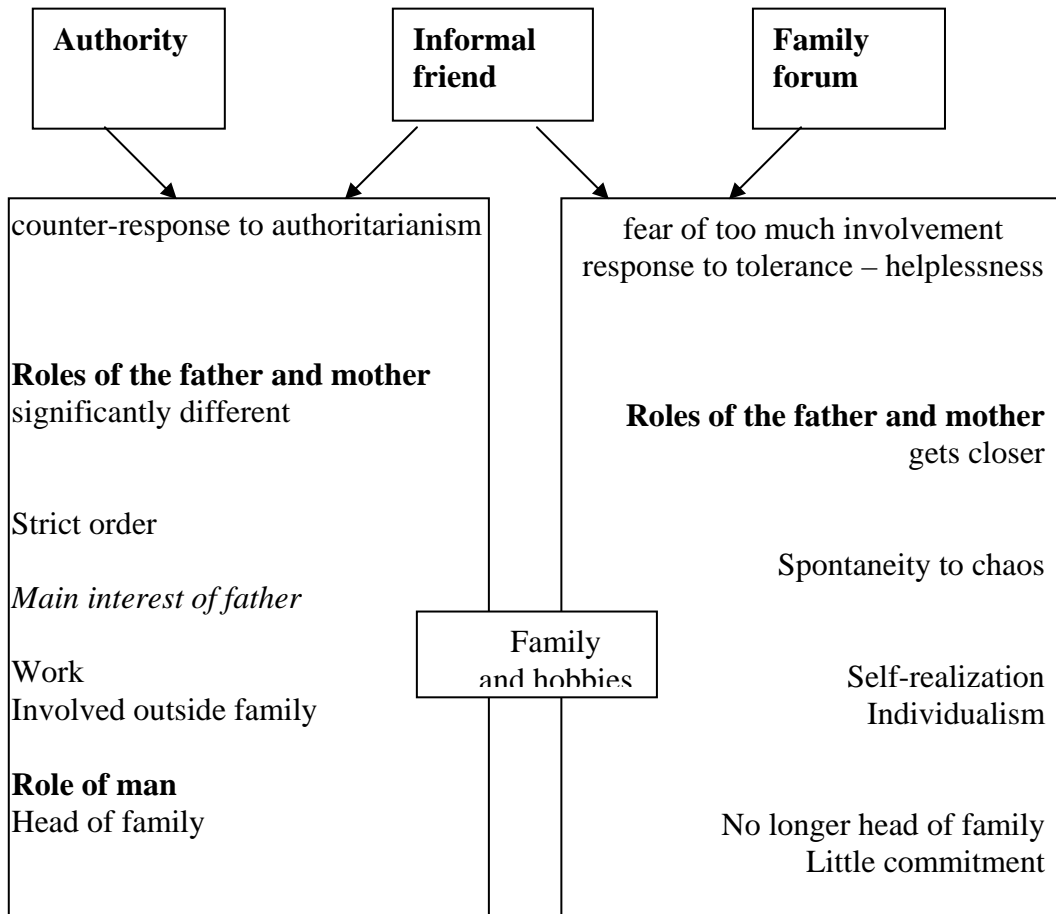 Authority
Informal
friend
Family
forum
counter-response to authoritarianism
Roles of the father and mother
significantly different
Strict order
Main interest of father
Work
Involved outside family
Role of man
Head of family
Family
and hobbies
fear of too much involvement
response to tolerance – helplessness
Roles of the father and mother
gets closer
Spontaneity to chaos
Self-realization
Individualism
No longer head of family
Little commitment